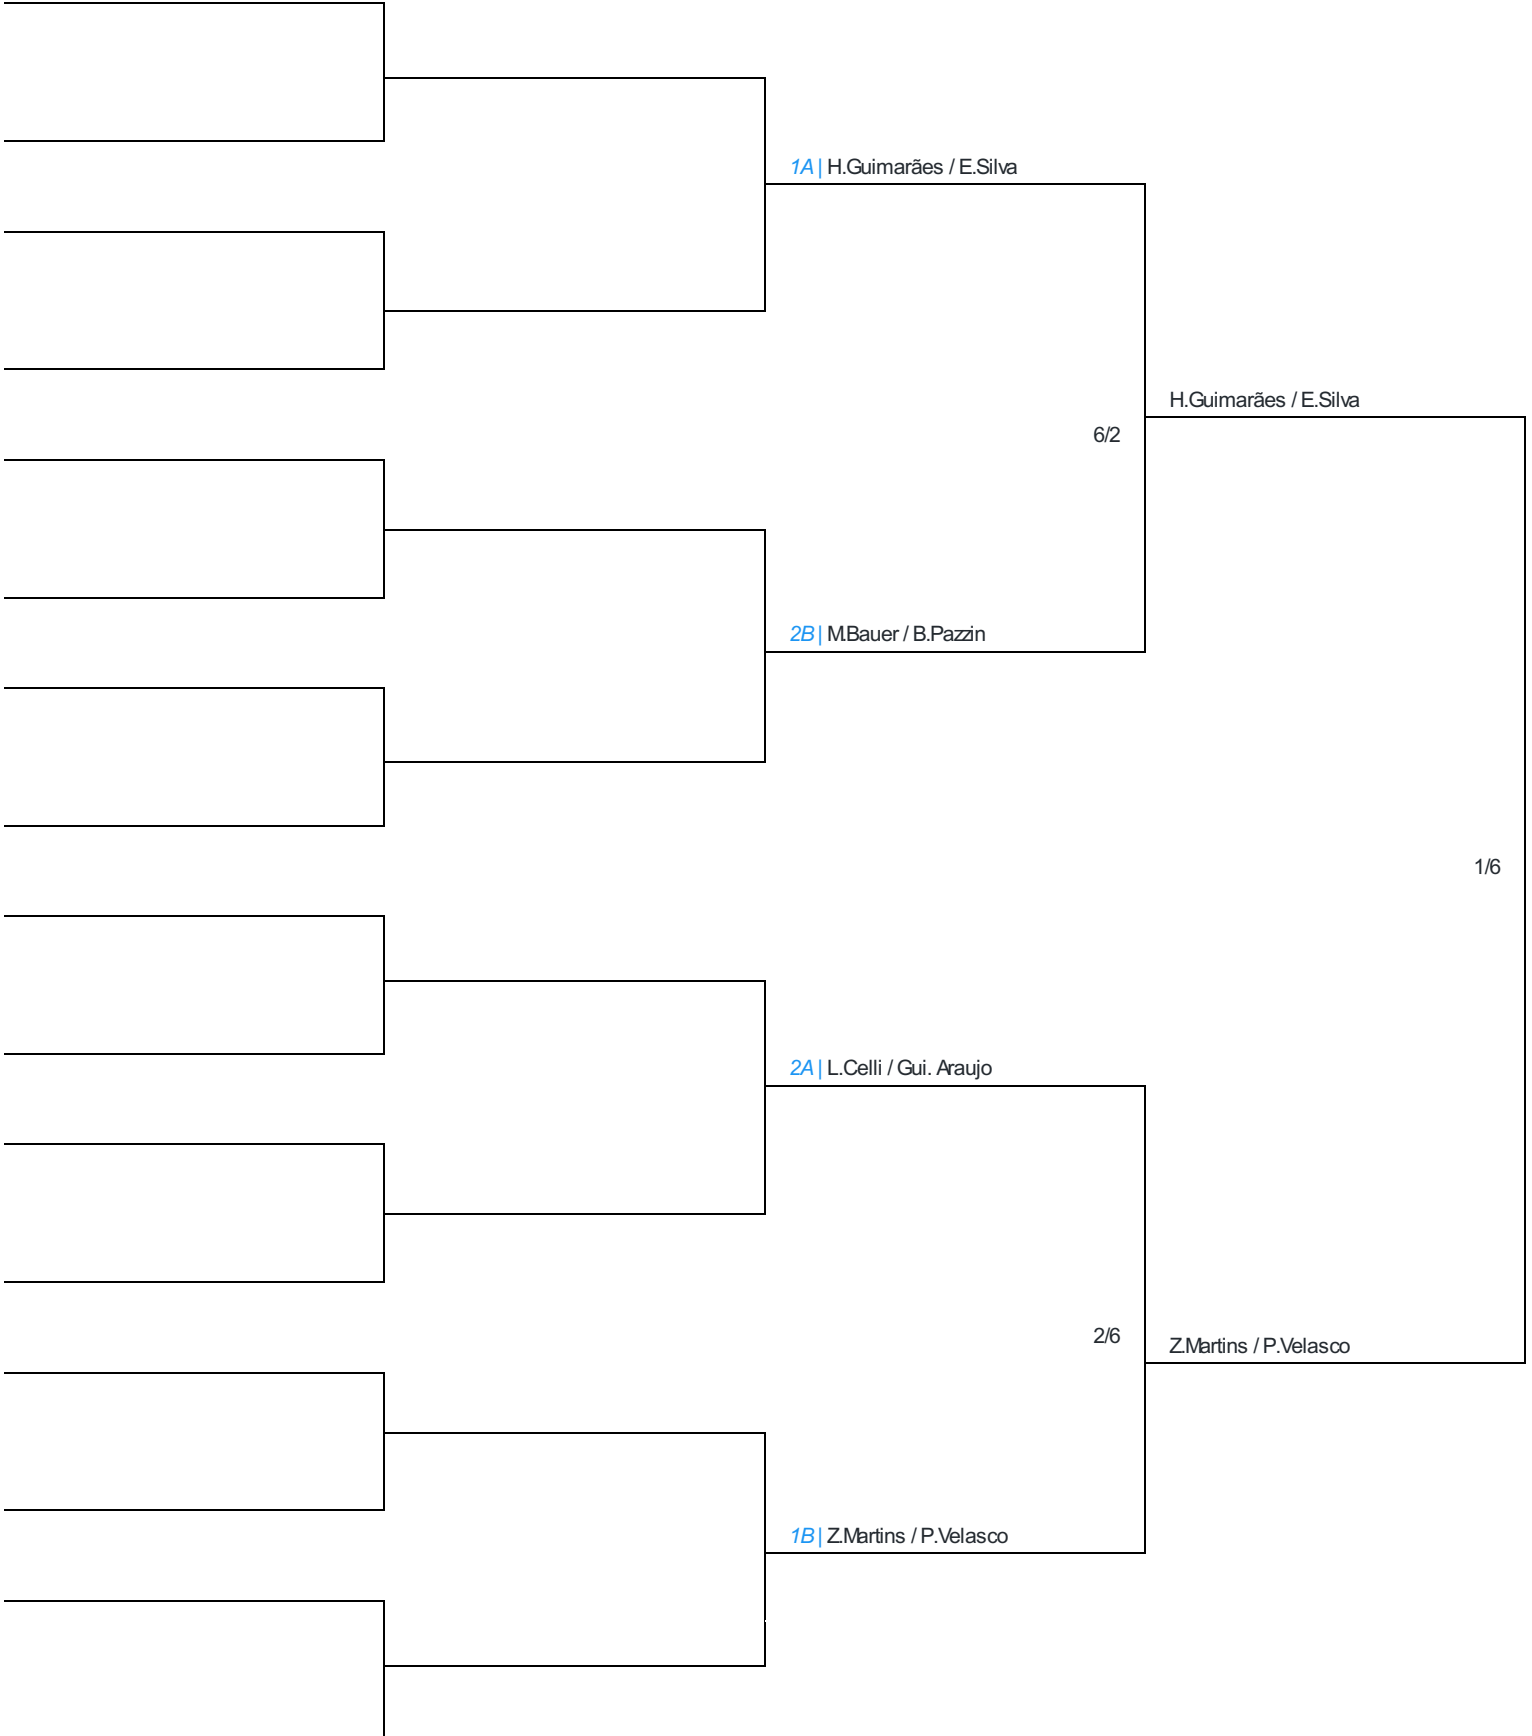 1A | H.Guimarães / E.Silva
H.Guimarães / E.Silva
6/2
2B | M.Bauer / B.Pazzin
1/6
2A | L.Celli / Gui. Araujo
2/6
Z.Martins / P.Velasco
1B | Z.Martins / P.Velasco